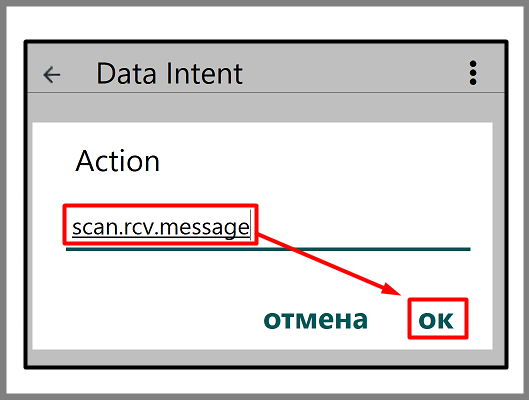 Data Intent
Action
scan.rcv.message
отмена ок